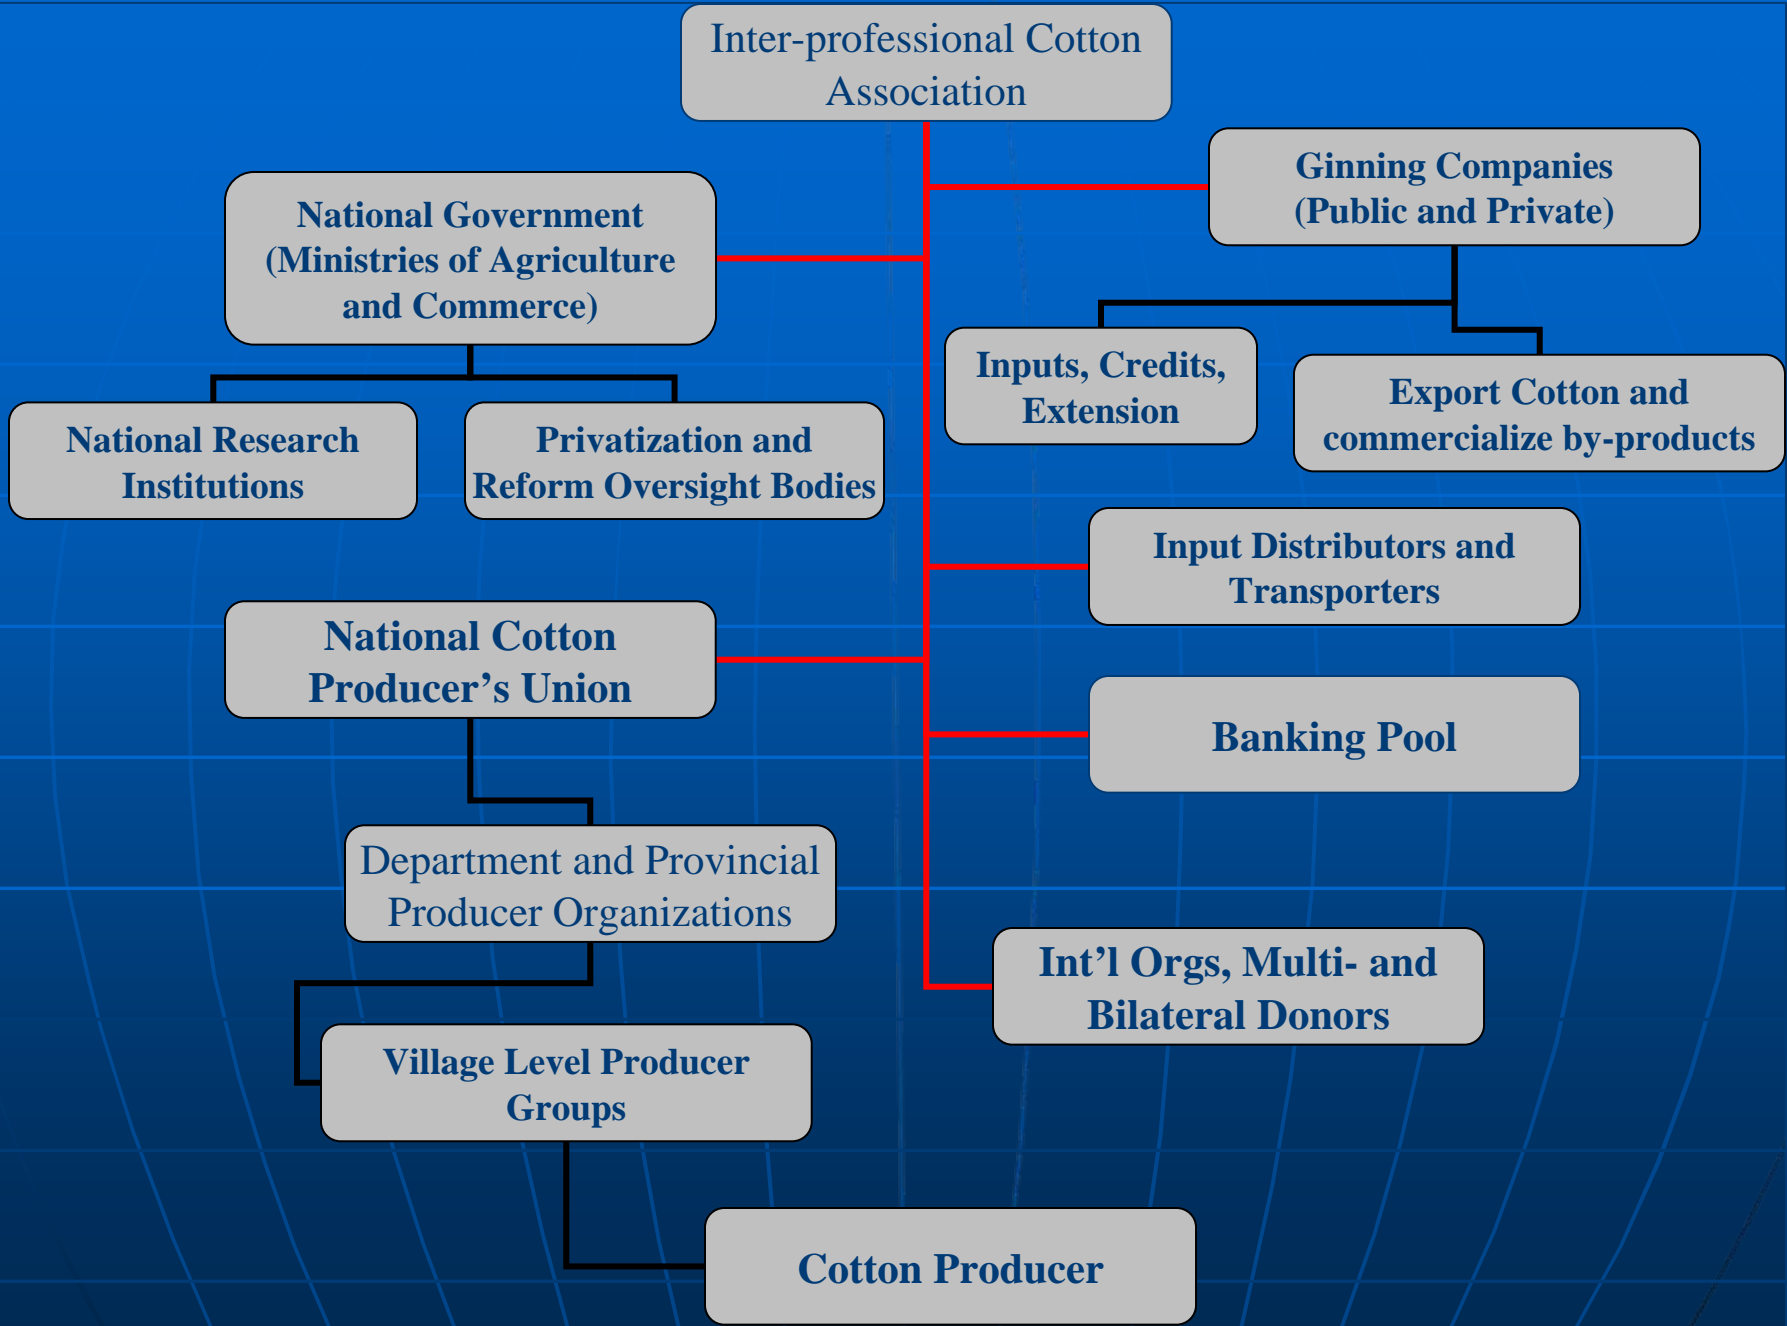 Inter-professional Cotton
Association
Ginning Companies
(Public and Private)
National Government
(Ministries of Agriculture
and Commerce)
Inputs, Credits,
Extension
Export Cotton and
commercialize by-products
National Research
Institutions
Privatization and
Reform Oversight Bodies
Input Distributors and
Transporters
National Cotton
Producer’s Union
Banking Pool
Department and Provincial
Producer Organizations
Int’l Orgs, Multi- and
Bilateral Donors
Village Level Producer
Groups
Cotton Producer